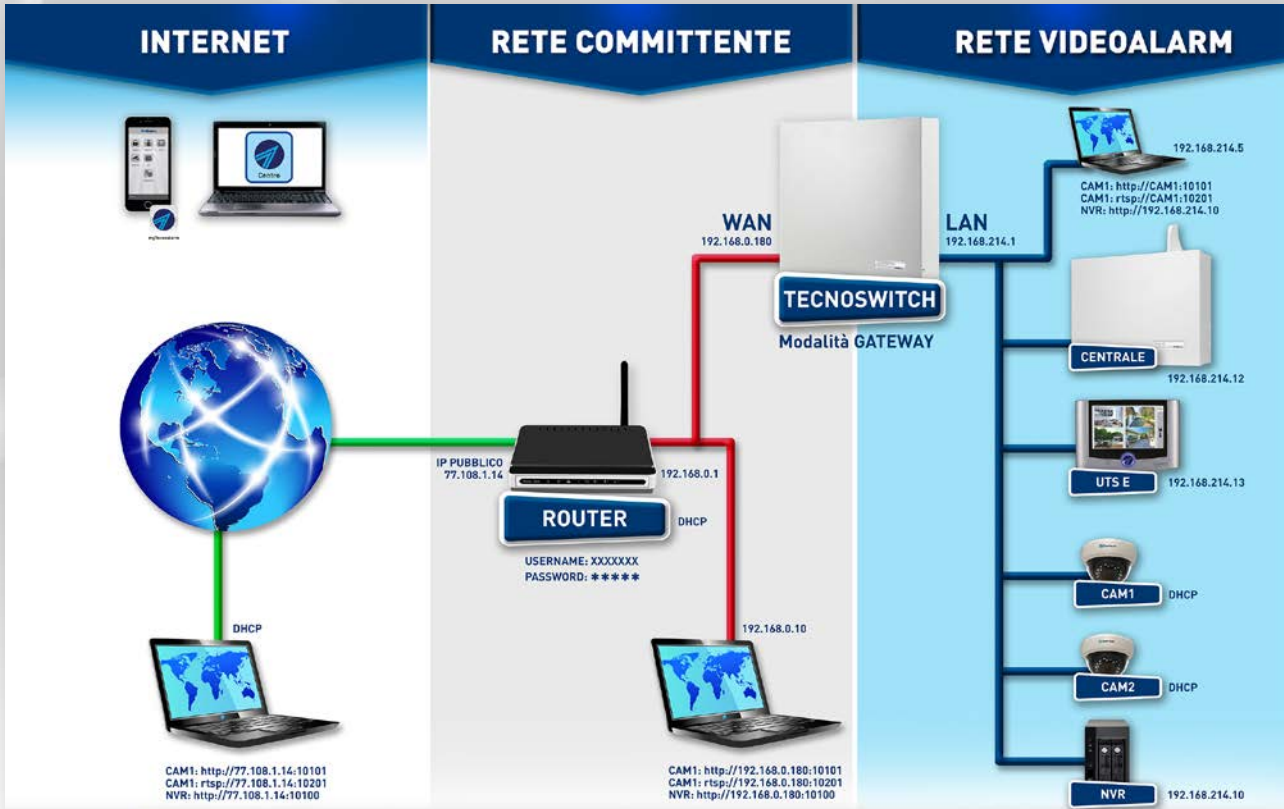 INTERNET
RETE COMMITTENTE
RETE VIDEOALARM
Centro
192.168.214.5
CAM1: http://CAM1:10101
CAM1: rtsp://CAM1:10201
NVR: http://192.168.214.10
WAN
192.168.0.180
LAN
192.168.214.1
TECNOSWITCH
Modalità GATEWAY
CENTRALE
192.168.214.12
IP PUBBLICO
77.108.1.14
192.168.0.1
ROUTER
DHCP
USERNAME: XXXXXXX
PASSWORD: ✱✱✱✱✱
UTS E
192.168.214.13
CAM1
DHCP
CAM2
DHCP
NVR
192.168.214.10
DHCP
CAM1: http://77.108.1.14:10101
CAM1: rtsp://77.108.1.14:10201
NVR: http://77.108.1.14:10100
192.168.0.10
CAM1: http://192.168.0.180:10101
CAM1: rtsp://192.168.0.180:10201
NVR: http://192.168.0.180:10100